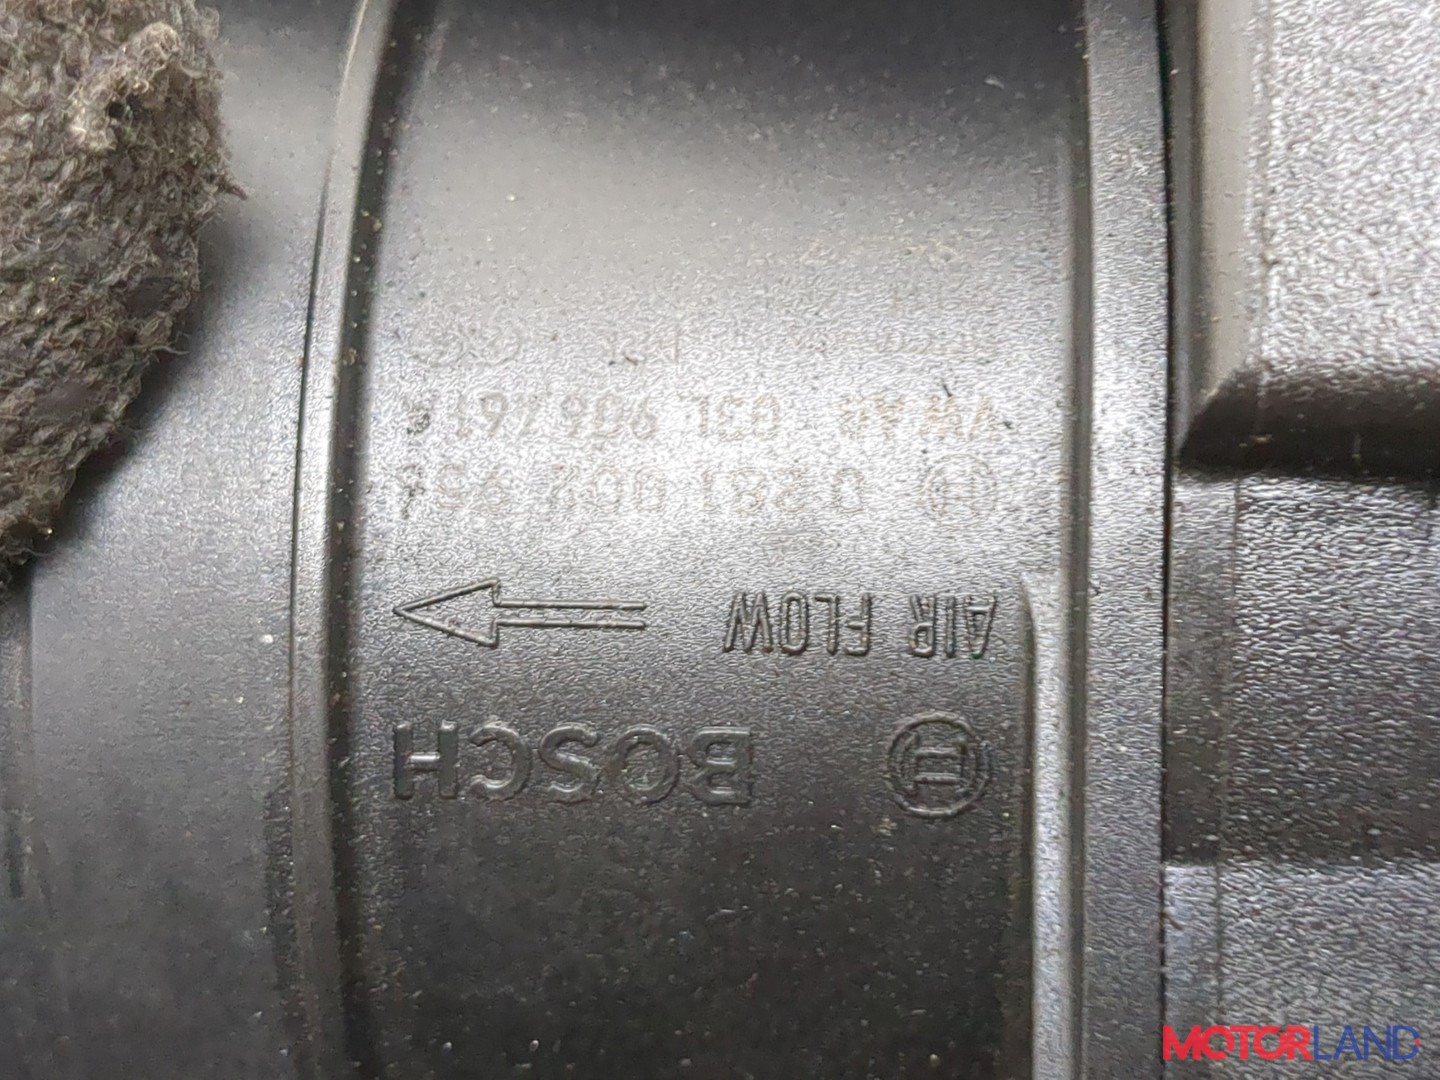 BOSCH
AIR FLOW
0 281 002 956
VW AG 03L 906 461 A
MOTORLAND